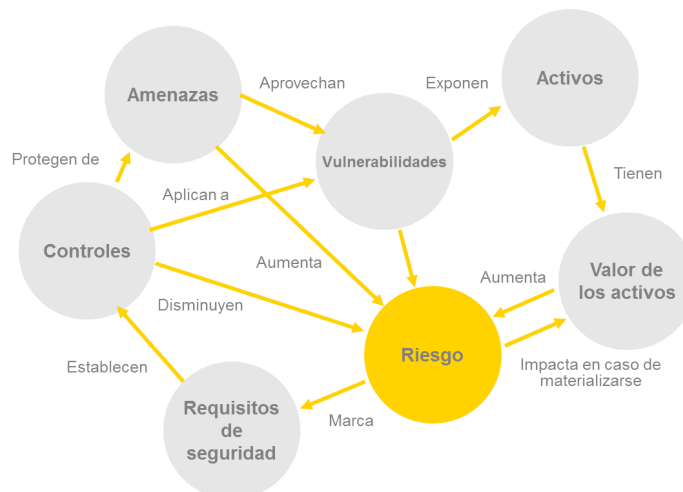 Amenazas
Aprovechan
Exponen
Activos
Protegen de
Vulnerabilidades
Aplican a
Tienen
Controles
Aumenta
Aumenta
Valor de
los activos
Disminuyen
Riesgo
Establecen
Impacta en caso de
materializarse
Requisitos
de
seguridad
Marca